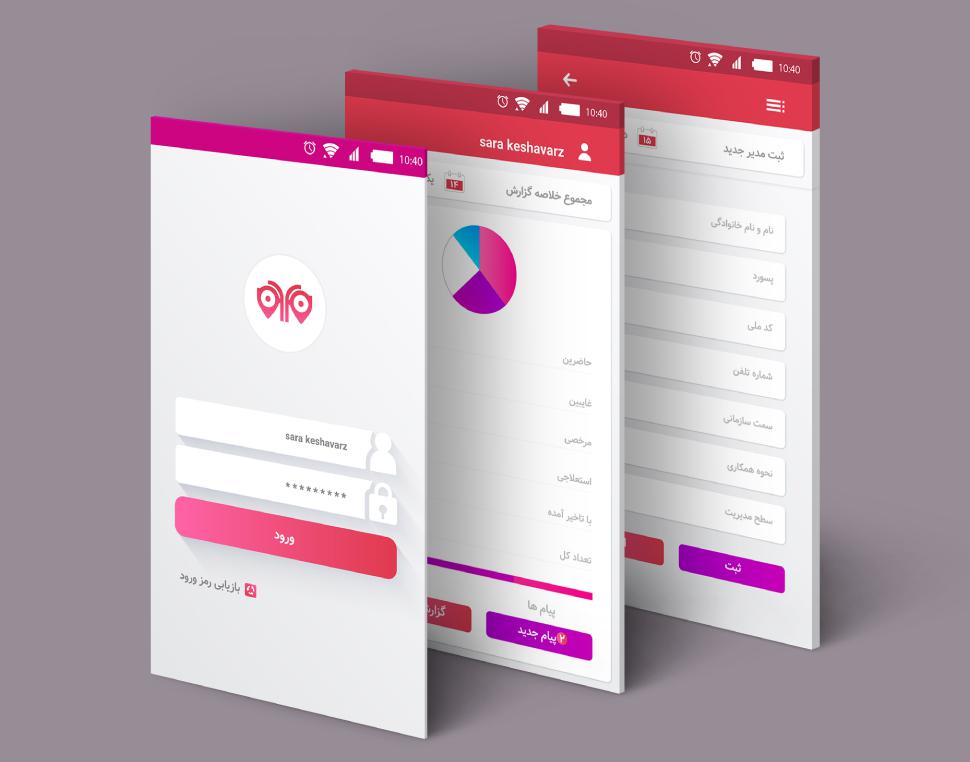 10:40
sara keshavarz
*********
ورود
بازیابی رمز ورود
10:40
sara keshavarz
مجموع خلاصه گزارش
۱۴
حاضرین
غایبین
مرخصی
استعلاجی
با تاخیر آمده
تعداد کل
پیام ها
۲ پیام جدید
10:40
ثبت مدیر جدید
۱۵
نام و نام خانوادگی
پسورد
کد ملی
شماره تلفن
سمت سازمانی
نحوه همکاری
سطح مدیریت
ثبت